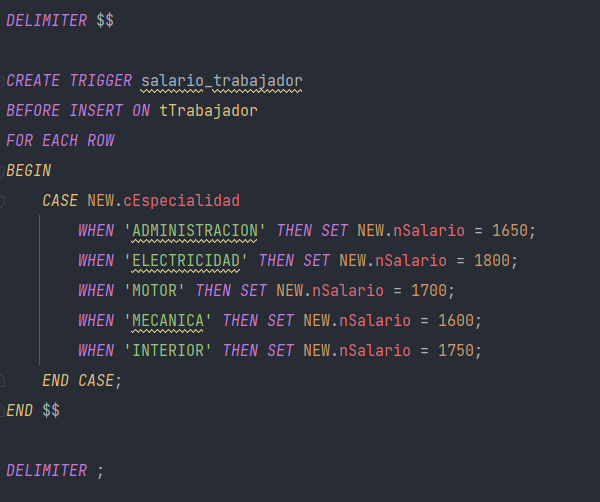 DELIMITER $$
CREATE TRIGGER salario_trabajador
BEFORE INSERT ON tTrabajador
FOR EACH ROW
BEGIN
CASE NEW.cEspecialidad
WHEN 'ADMINISTRACION' THEN SET NEW.nSalario = 1650;
WHEN 'ELECTRICIDAD' THEN SET NEW.nSalario = 1800;
WHEN 'MOTOR' THEN SET NEW.nSalario = 1700;
WHEN 'MECANICA' THEN SET NEW.nSalario = 1600;
WHEN 'INTERIOR' THEN SET NEW.nSalario = 1750;
END CASE;
END $$
DELIMITER ;